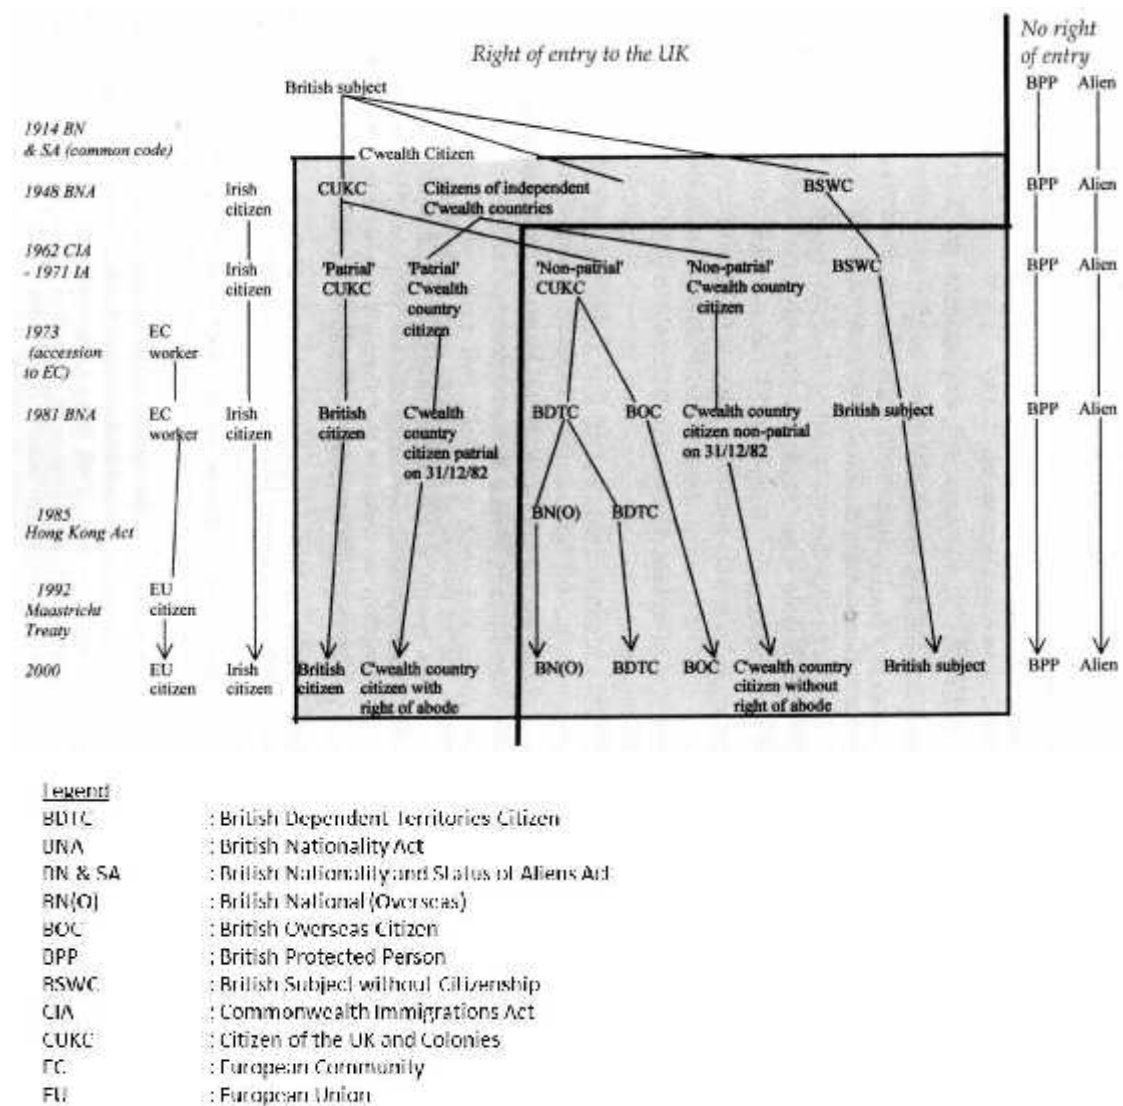 Right of entry to the UK
No right
of entry
British subject
BPP Alien
1914 BN
& SA (common code)
C'wealth Citizen
1948 BNA
Irish
citizen
CUKC
Citizens of independent
C'wealth countries
BSWC
BPP Alien
1962 CIA
- 1971 IA
Irish
citizen
'Patrial'
CUKC
'Patrial'
C'wealth
country
citizen
'Non-patrial'
CUKC
'Non-patrial'
C'wealth country
citizen
BSWC
BPP Alien
1973
(accession
to EC)
EC
worker
1981 BNA
EC
worker
Irish
citizen
British
citizen
C'wealth
country
citizen patrial
on 31/12/82
BDTC
BOC
C'wealth country
citizen non-patrial
on 31/12/82
British subject
BPP Alien
1985
Hong Kong Act
BN(O)
BDTC
1992
Maastricht
Treaty
EU
citizen
2000
EU
citizen
Irish
citizen
British
citizen
C'wealth country
citizen with
right of abode
BN(O)
BDTC
BOC
C'wealth country
citizen without
right of abode
British subject
BPP Alien
Legend
BDTC : British Dependent Territories Citizen
BNA : British Nationality Act
BN & SA : British Nationality and Status of Aliens Act
BN(O) : British National (Overseas)
BOC : British Overseas Citizen
BPP : British Protected Person
BSWC : British Subject without Citizenship
CIA : Commonwealth Immigrations Act
CUKC : Citizen of the UK and Colonies
EC : European Community
EU : European Union